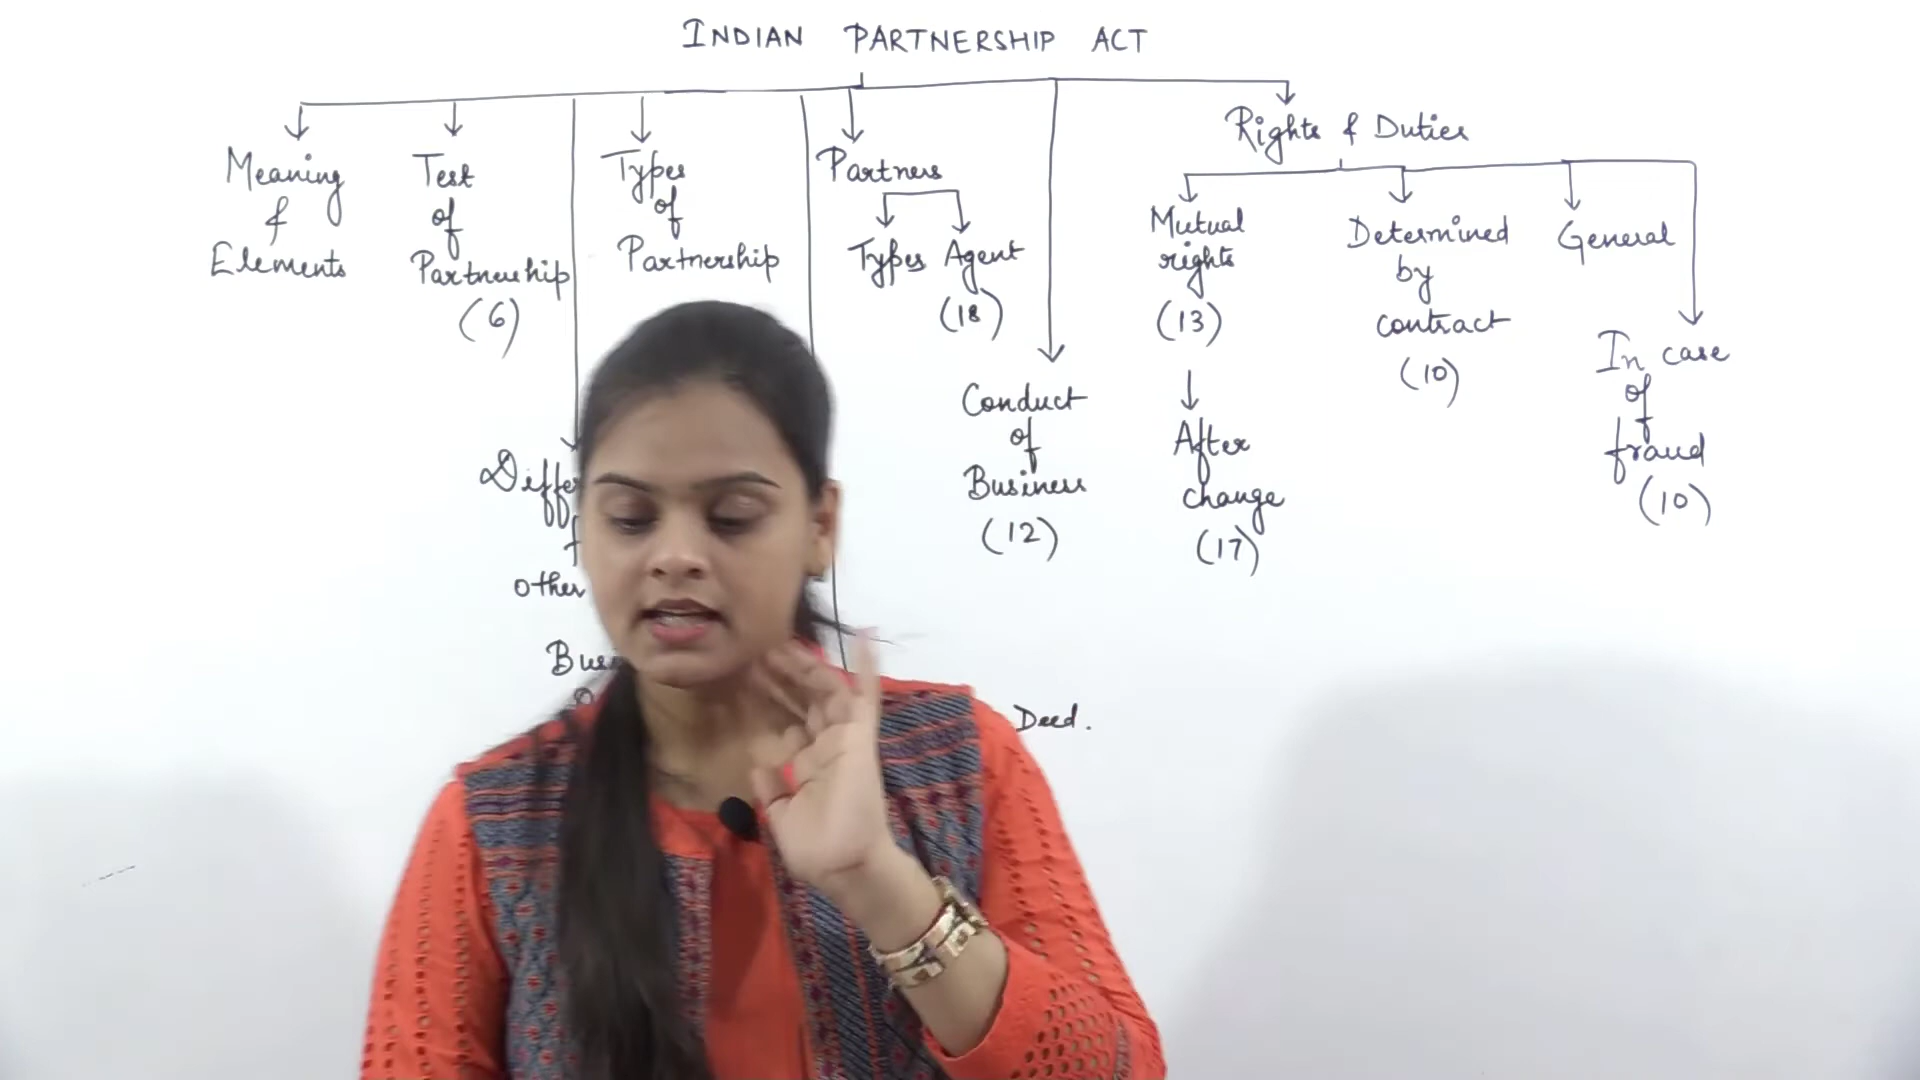 INDIAN PARTNERSHIP ACT
Meaning
&
Elements
Test
of
Partnership
(6)
Types
of
Partnership
Partners
Types Agent
(18)
Conduct
of
Business
(12)
Rights & Duties
Mutual
rights
(13)
After
change
(17)
Determined
by
contract
(10)
General
In case
of
fraud
(10)
other
Deed.